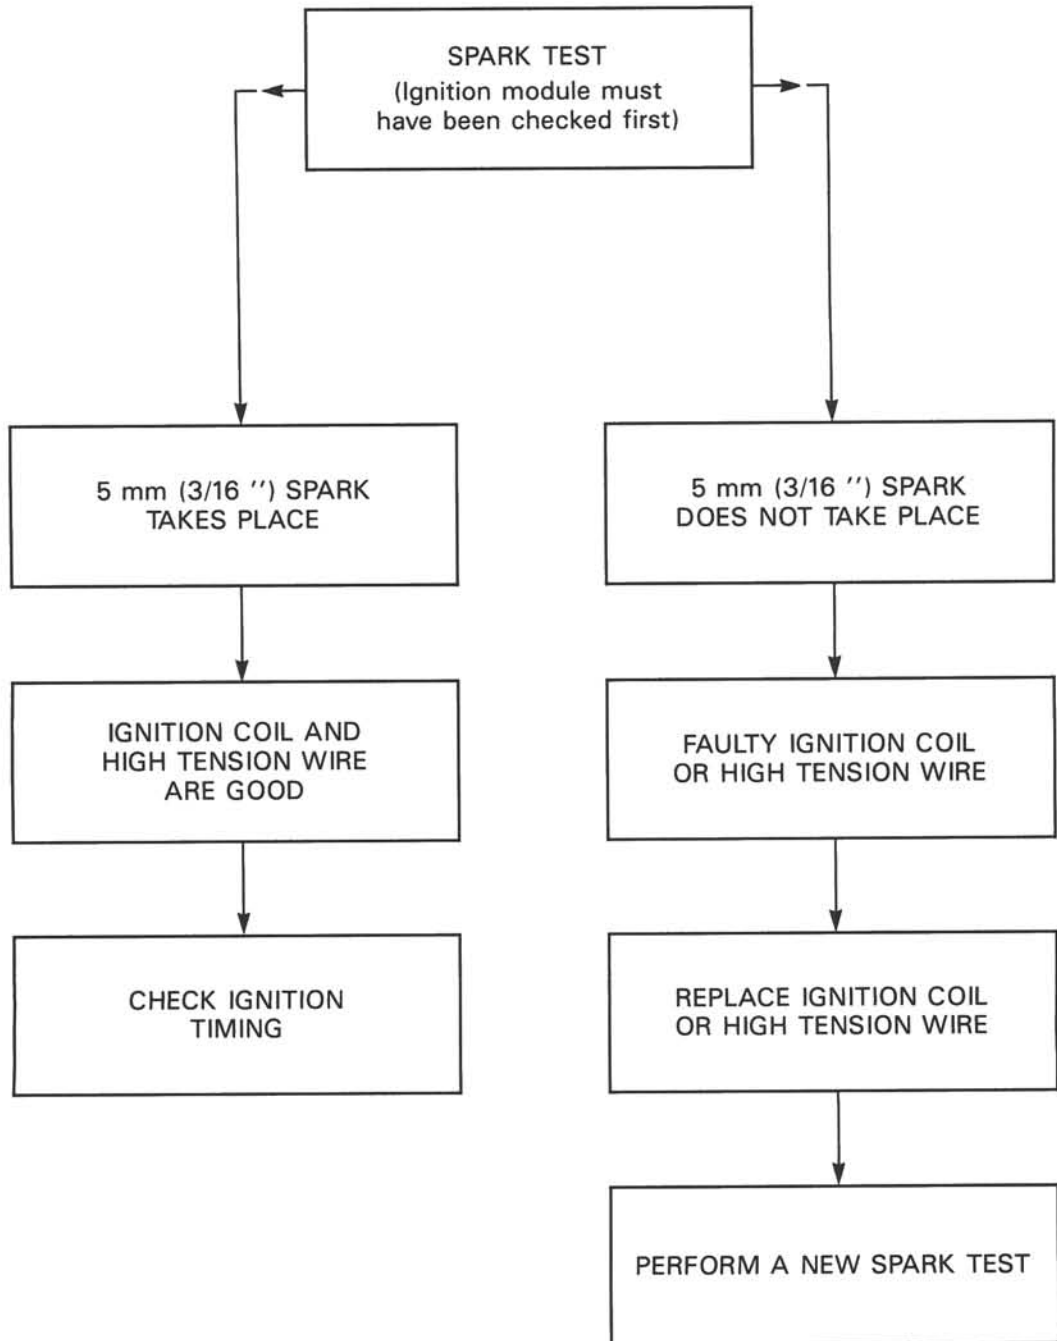 SPARK TEST
(Ignition module must
have been checked first)
5 mm (3/16 ′′) SPARK
TAKES PLACE
5 mm (3/16 ′′) SPARK
DOES NOT TAKE PLACE
IGNITION COIL AND
HIGH TENSION WIRE
ARE GOOD
FAULTY IGNITION COIL
OR HIGH TENSION WIRE
CHECK IGNITION
TIMING
REPLACE IGNITION COIL
OR HIGH TENSION WIRE
PERFORM A NEW SPARK TEST